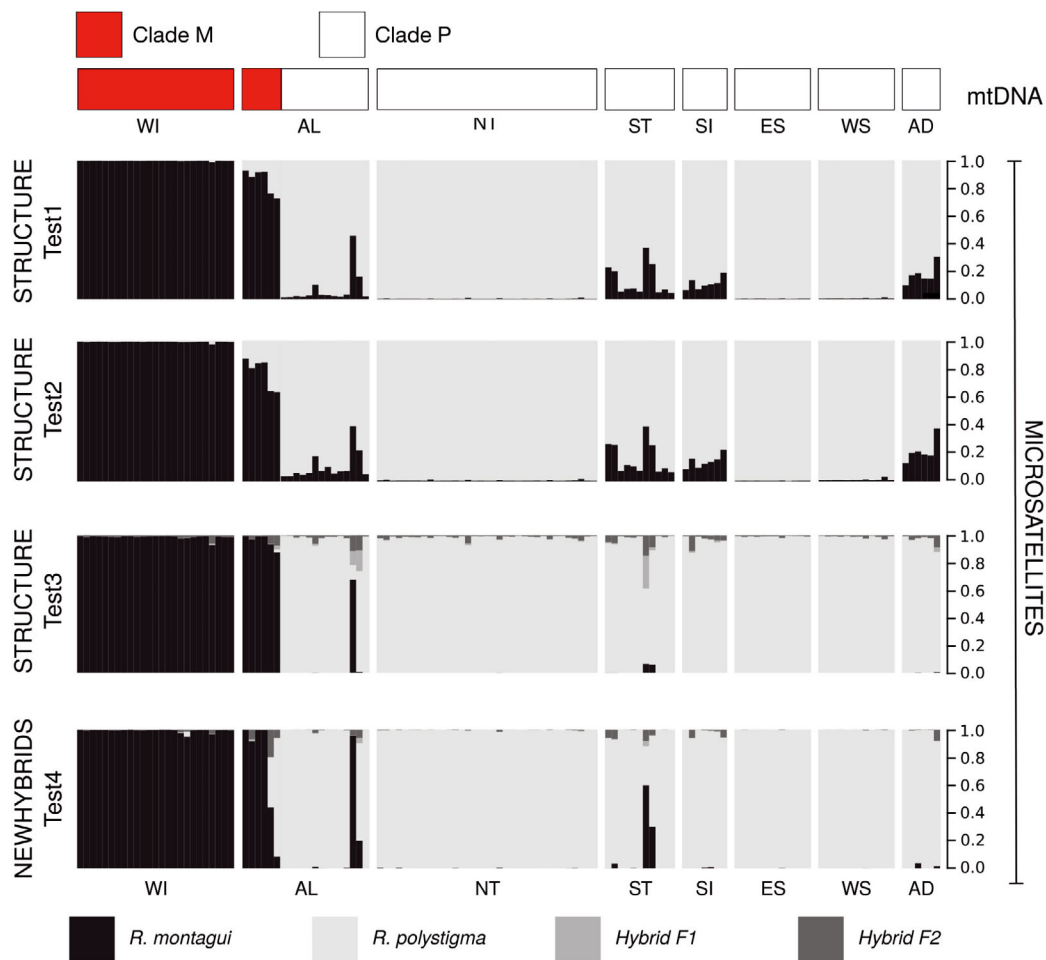 Clade M
Clade P
mtDNA
WI
AL
NI
ST
SI
ES
WS
AD
STRUCTURE
Test1
1.0
0.8
0.6
0.4
0.2
0.0
STRUCTURE
Test2
1.0
0.8
0.6
0.4
0.2
0.0
STRUCTURE
Test3
1.0
0.8
0.6
0.4
0.2
0.0
NEWHYBRIDS
Test4
1.0
0.8
0.6
0.4
0.2
0.0
MICROSATELLITES
WI
AL
NT
ST
SI
ES
WS
AD
R. montagui
R. polystigma
Hybrid F1
Hybrid F2